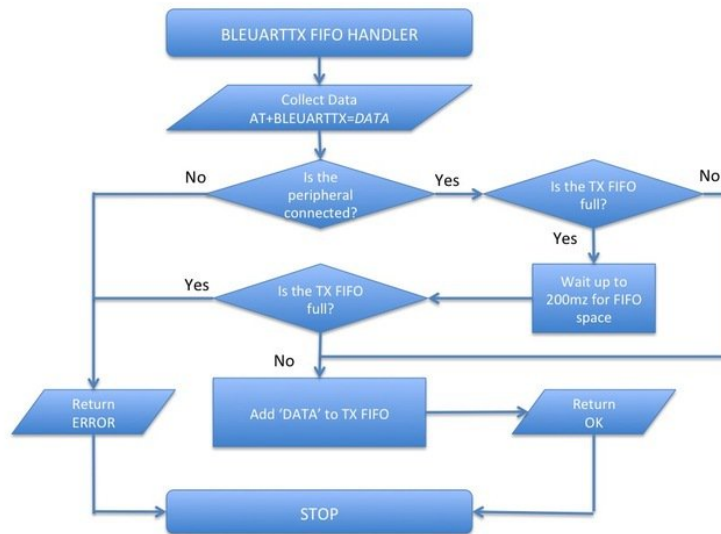 BLEUARTTX FIFO HANDLER
Collect Data
AT+BLEUARTTX=DATA
No
Is the
peripheral
connected?
Yes
Is the TX FIFO
full?
No
Yes
Yes
Is the TX FIFO
full?
Wait up to
200mz for FIFO
space
No
Return
ERROR
Add ‘DATA’ to TX FIFO
Return
OK
STOP